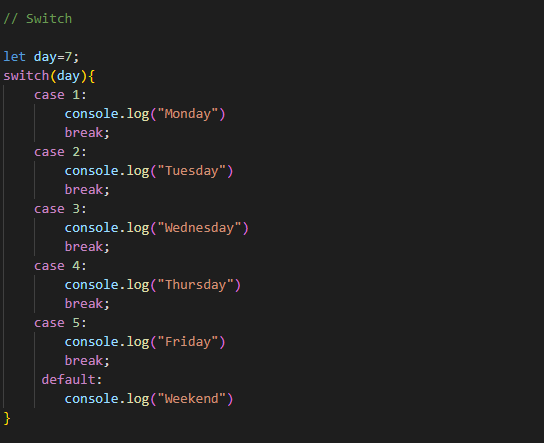 // Switch
let day=7;
switch(day){
    case 1:
        console.log("Monday")
        break;
    case 2:
        console.log("Tuesday")
        break;
    case 3:
        console.log("Wednesday")
        break;
    case 4:
        console.log("Thursday")
        break;
    case 5:
        console.log("Friday")
        break;
     default:
        console.log("Weekend")
}